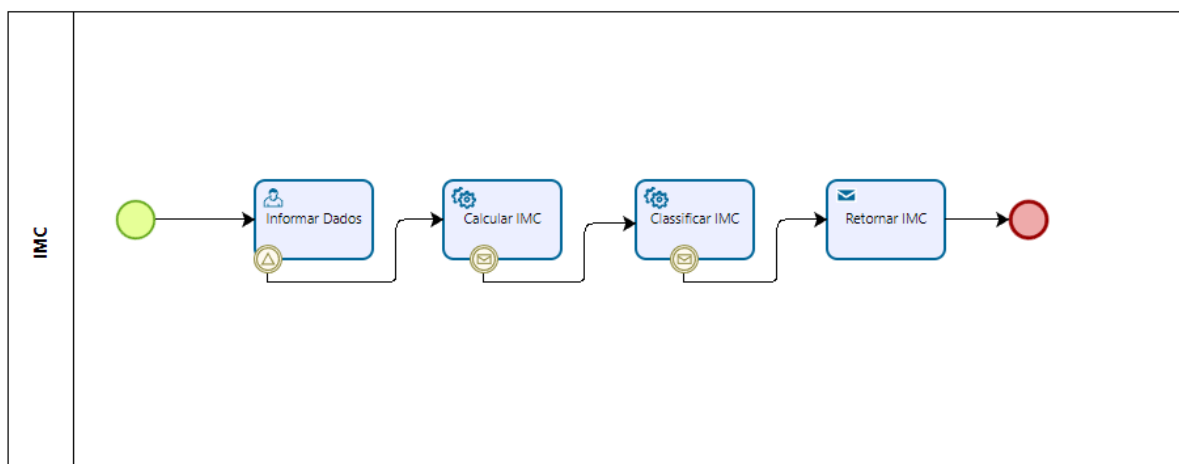 IMC
Informar Dados
Calcular IMC
Classificar IMC
Retornar IMC